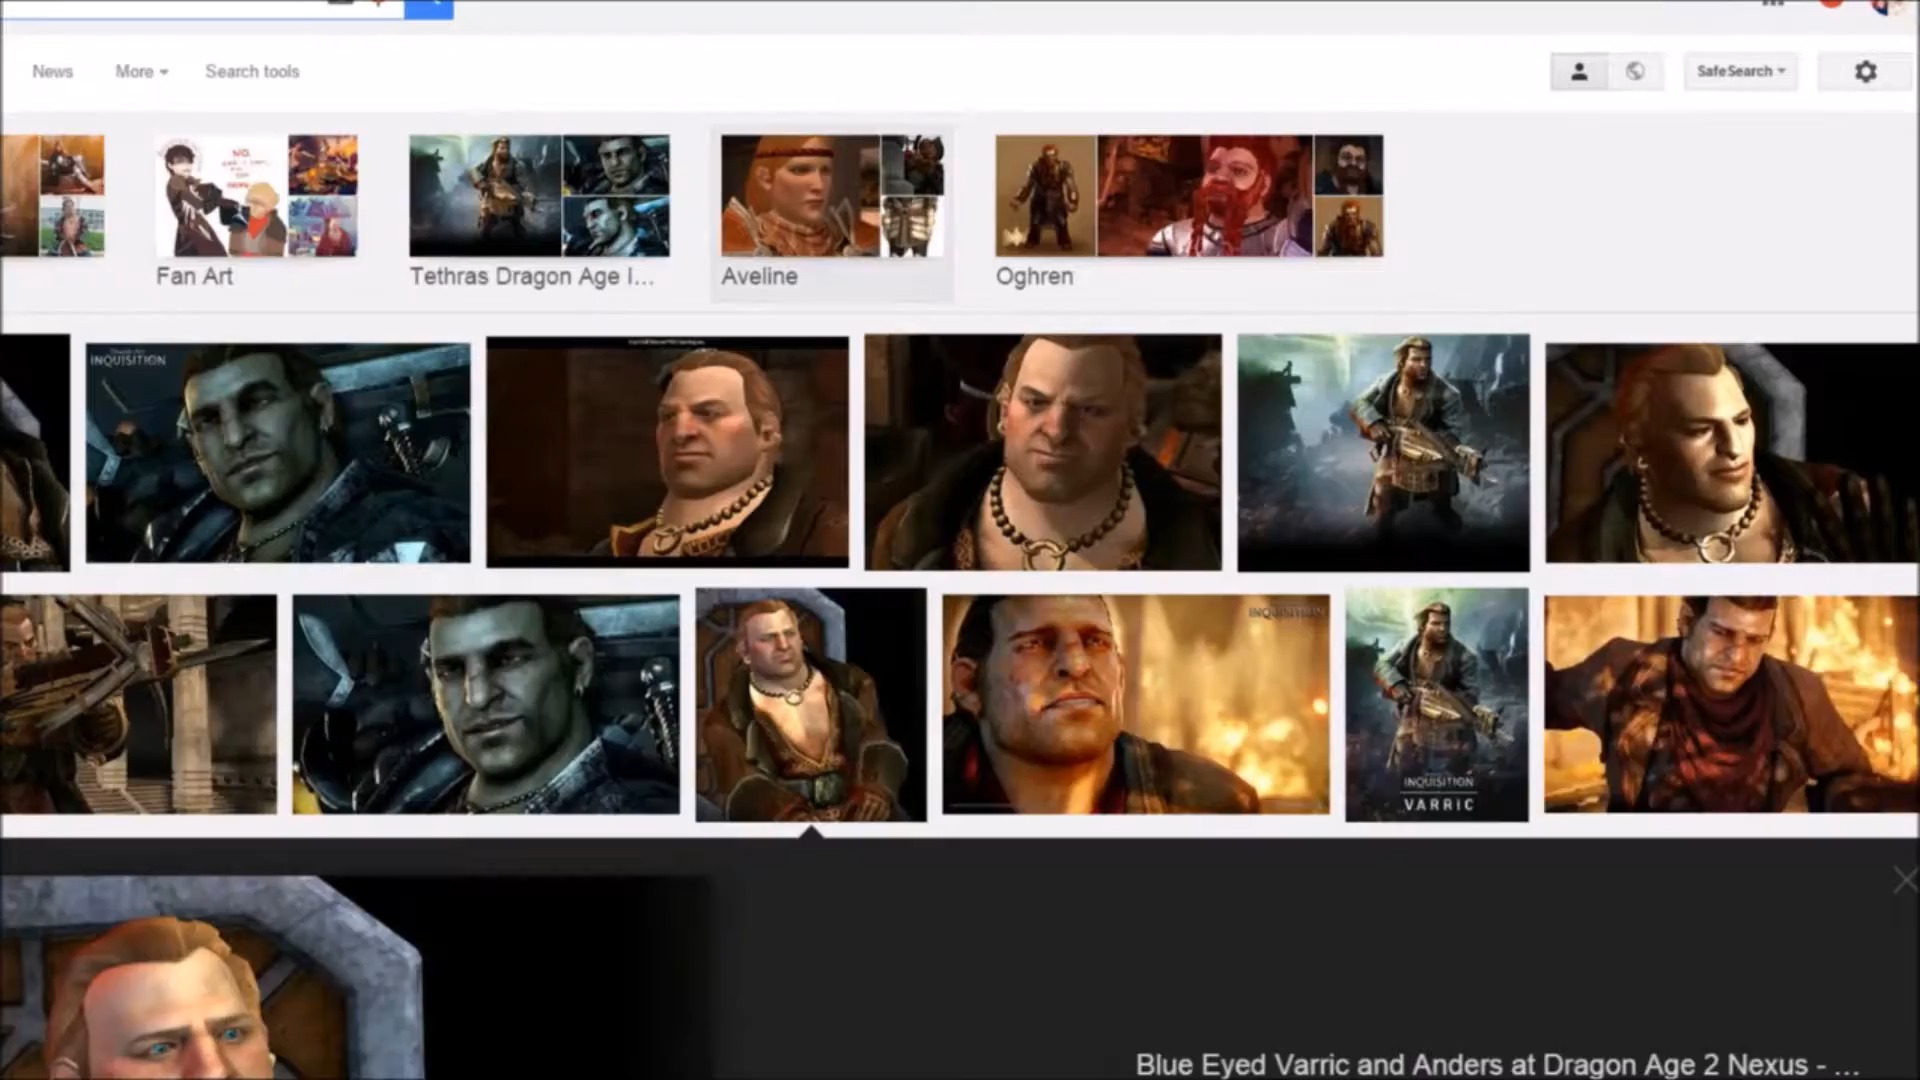 News
More
Search tools
SafeSearch
Fan Art
Tethras Dragon Age I...
Aveline
Oghren
INQUISITION
INQUISITION
INQUISITION
VARRIC
Blue Eyed Varric and Anders at Dragon Age 2 Nexus - ...